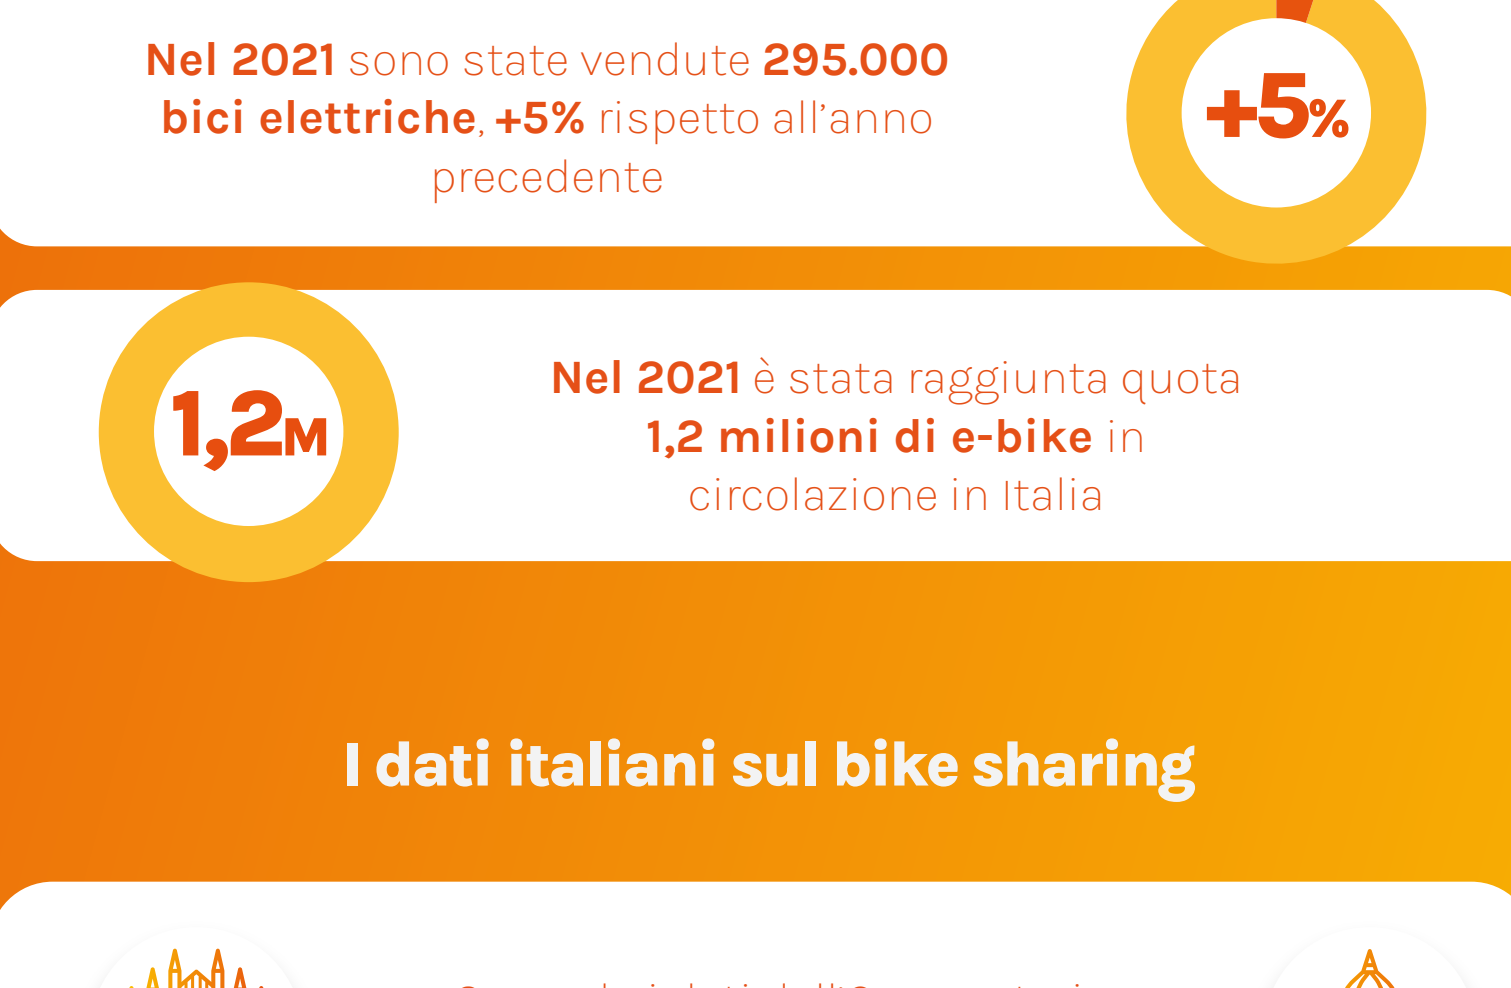 Nel 2021 sono state vendute 295.000
bici elettriche, +5% rispetto all’anno
precedente
+5%
1,2M
Nel 2021 è stata raggiunta quota
1,2 milioni di e-bike in
circolazione in Italia
I dati italiani sul bike sharing